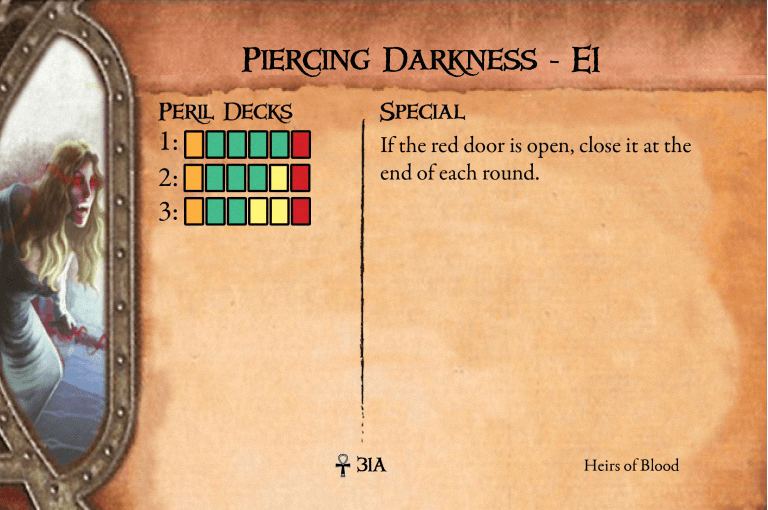 Piercing Darkness - E1
Peril Decks
1:
2:
3:
Special
If the red door is open, close it at the
end of each round.
31A
Heirs of Blood